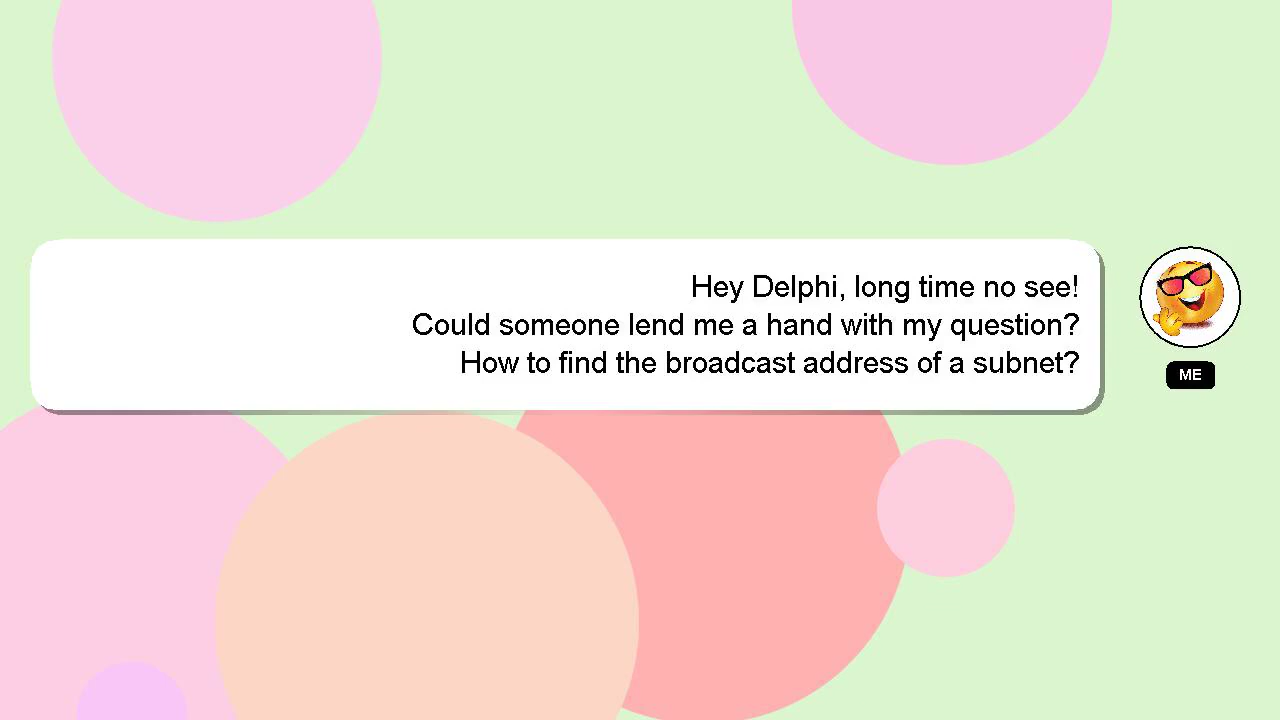 Hey Delphi, long time no see!
Could someone lend me a hand with my question?
How to find the broadcast address of a subnet?
ME